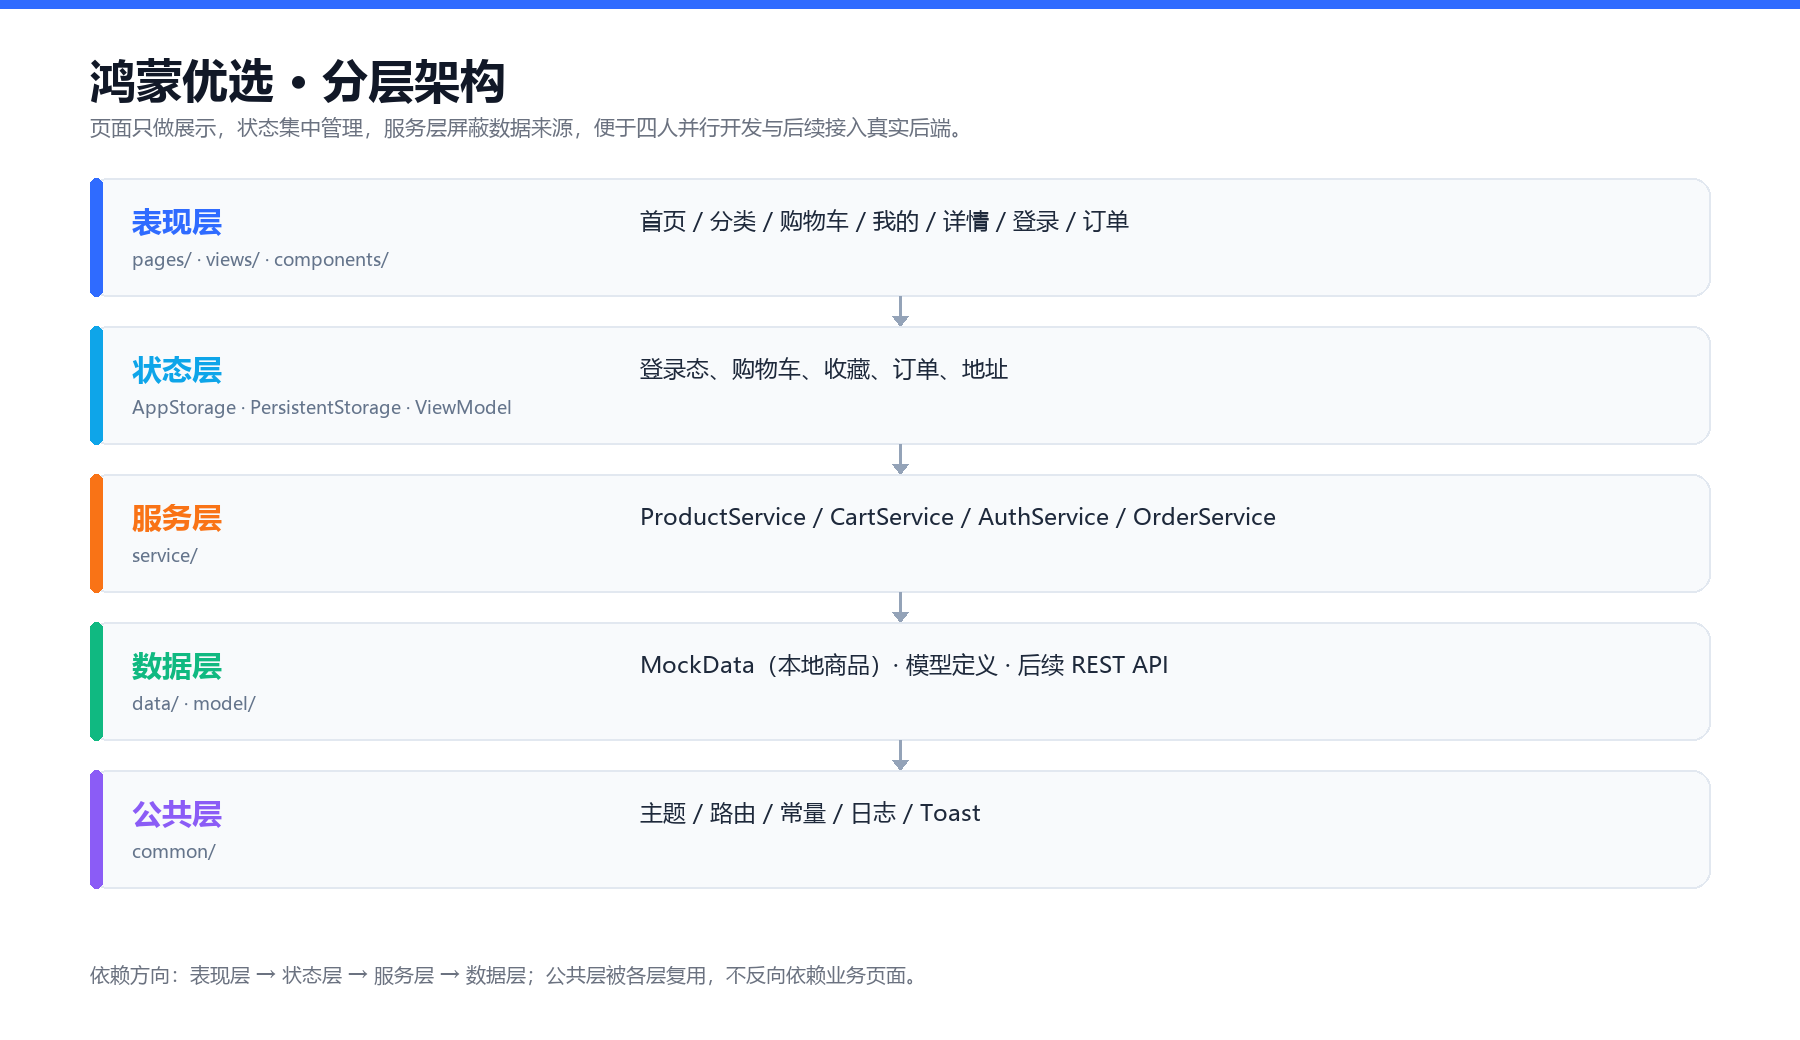 鸿蒙优选 · 分层架构
页面只做展示，状态集中管理，服务层屏蔽数据来源，便于四人并行开发与后续接入真实后端。
表现层
首页 / 分类 / 购物车 / 我的 / 详情 / 登录 / 订单
pages/ · views/ · components/
状态层
登录态、购物车、收藏、订单、地址
AppStorage · PersistentStorage · ViewModel
服务层
ProductService / CartService / AuthService / OrderService
service/
数据层
MockData（本地商品）· 模型定义 · 后续 REST API
data/ · model/
公共层
主题 / 路由 / 常量 / 日志 / Toast
common/
依赖方向：表现层 → 状态层 → 服务层 → 数据层；公共层被各层复用，不反向依赖业务页面。